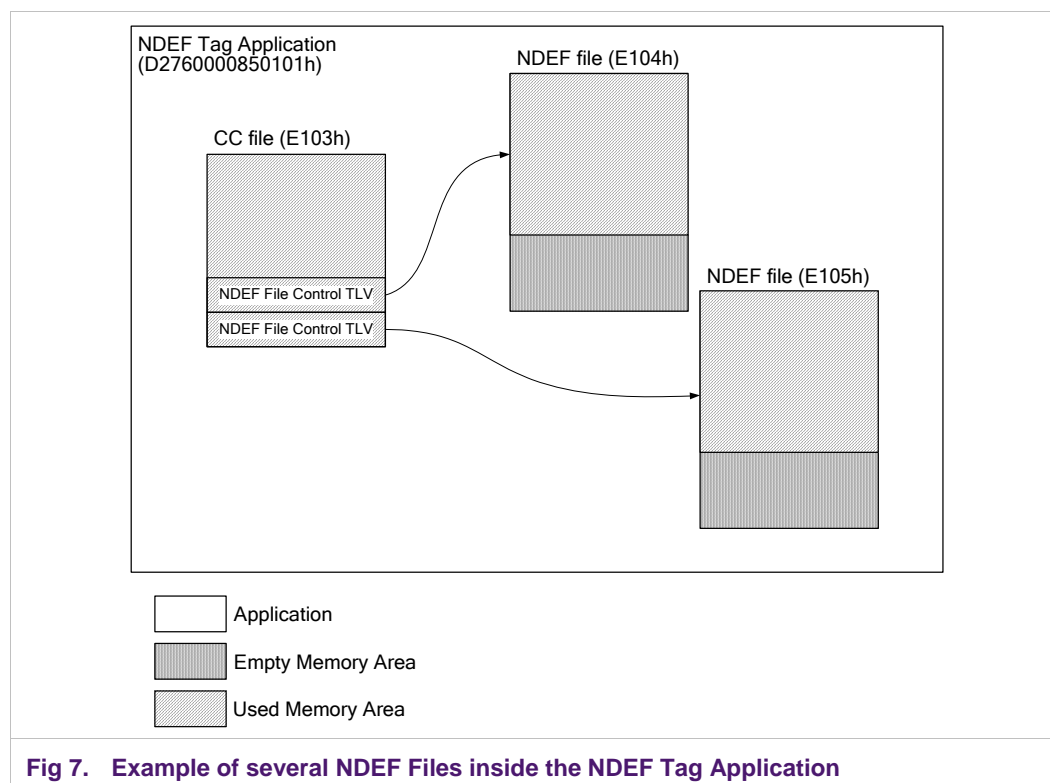 NDEF Tag Application
(D2760000850101h)
NDEF file (E104h)
CC file (E103h)
NDEF file (E105h)
NDEF File Control TLV
NDEF File Control TLV
Application
Empty Memory Area
Used Memory Area
Fig 7. Example of several NDEF Files inside the NDEF Tag Application